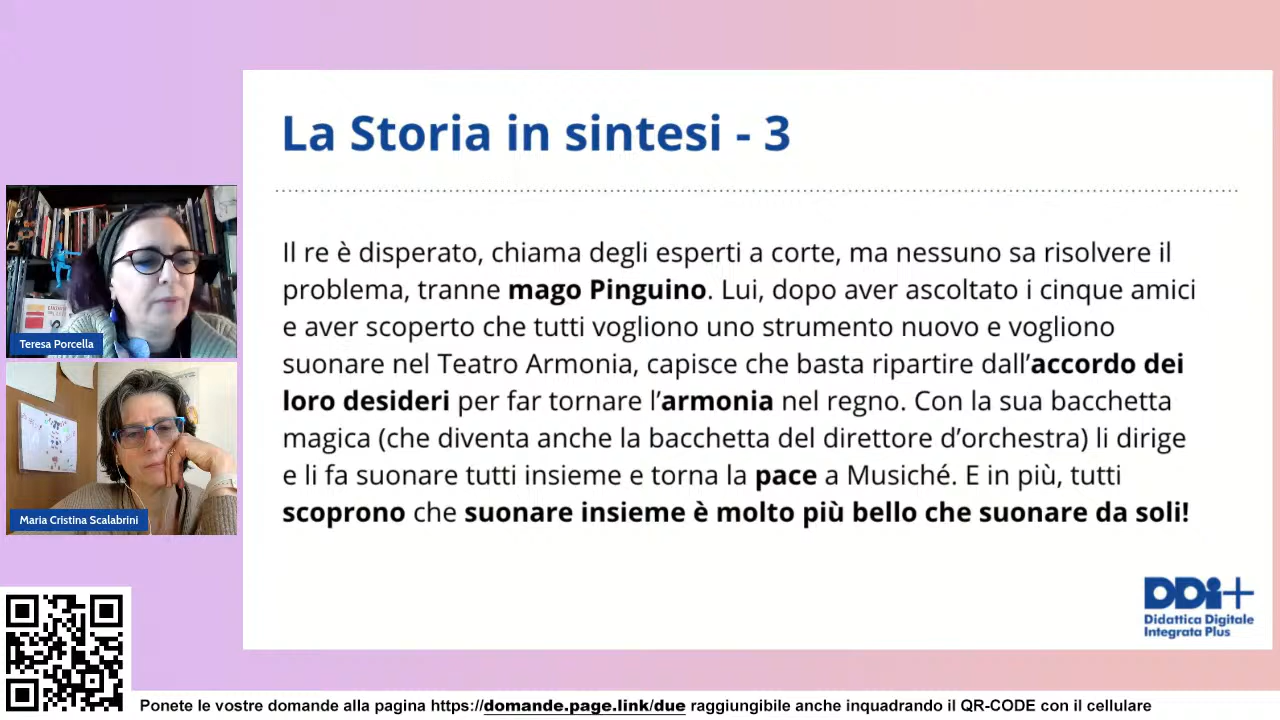 La Storia in sintesi - 3
Il re è disperato, chiama degli esperti a corte, ma nessuno sa risolvere il
problema, tranne mago Pinguino. Lui, dopo aver ascoltato i cinque amici
e aver scoperto che tutti vogliono uno strumento nuovo e vogliono
suonare nel Teatro Armonia, capisce che basta ripartire dall’accordo dei
loro desideri per far tornare l’armonia nel regno. Con la sua bacchetta
magica (che diventa anche la bacchetta del direttore d’orchestra) li dirige
e li fa suonare tutti insieme e torna la pace a Musiché. E in più, tutti
scoprono che suonare insieme è molto più bello che suonare da soli!
Teresa Porcella
Maria Cristina Scalabrini
DDi+
Didattica Digitale
Integrata Plus
Ponete le vostre domande alla pagina https://domande.page.link/due raggiungibile anche inquadrando il QR-CODE con il cellulare